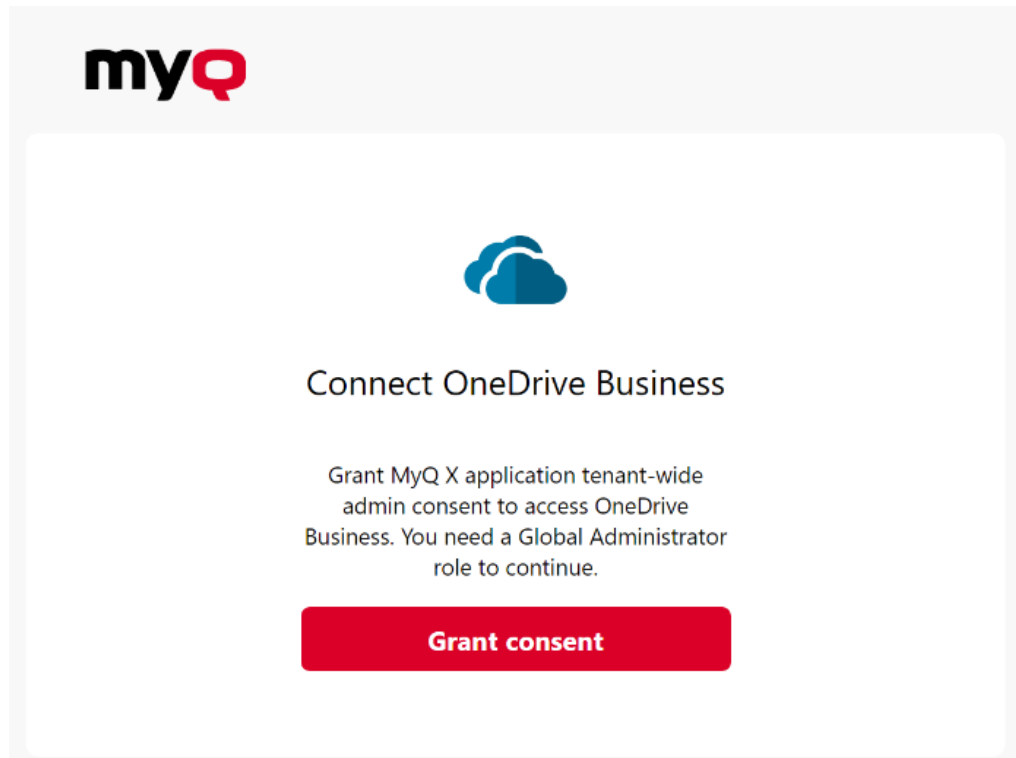 myQ
Connect OneDrive Business
Grant MyQ X application tenant-wide
admin consent to access OneDrive
Business. You need a Global Administrator
role to continue.
Grant consent